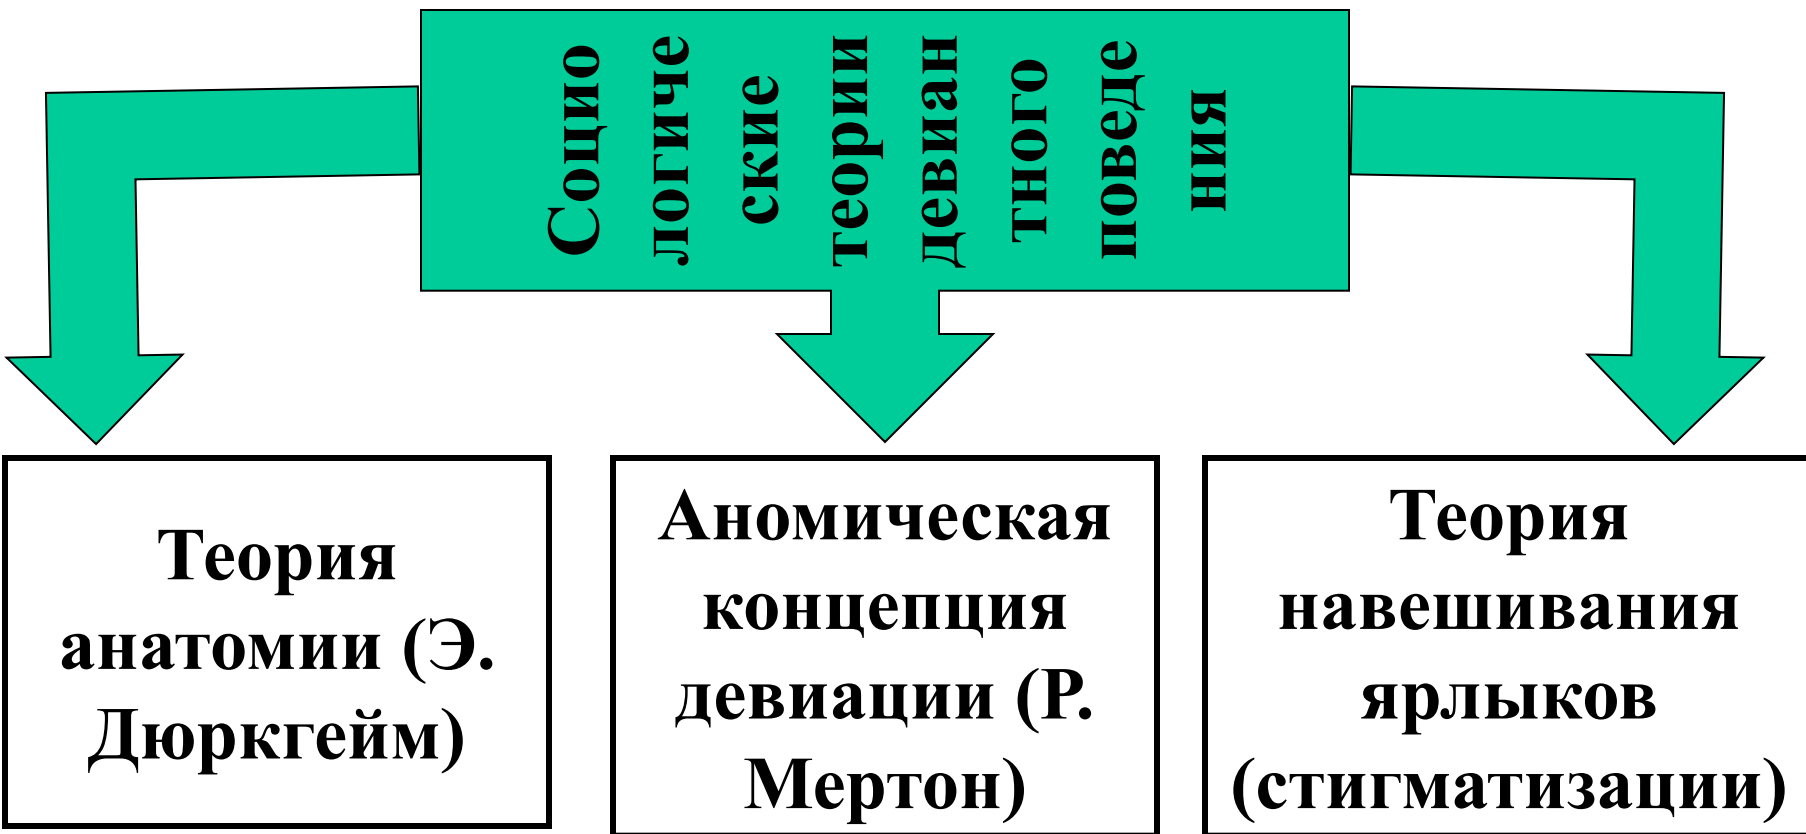 Социо
логиче
ские
теории
девиан
тного
поведе
ния
Теория
анатомии (Э.
Дюркгейм)
Аномическая
концепция
девиации (Р.
Мертон)
Теория
навешивания
ярлыков
(стигматизации)